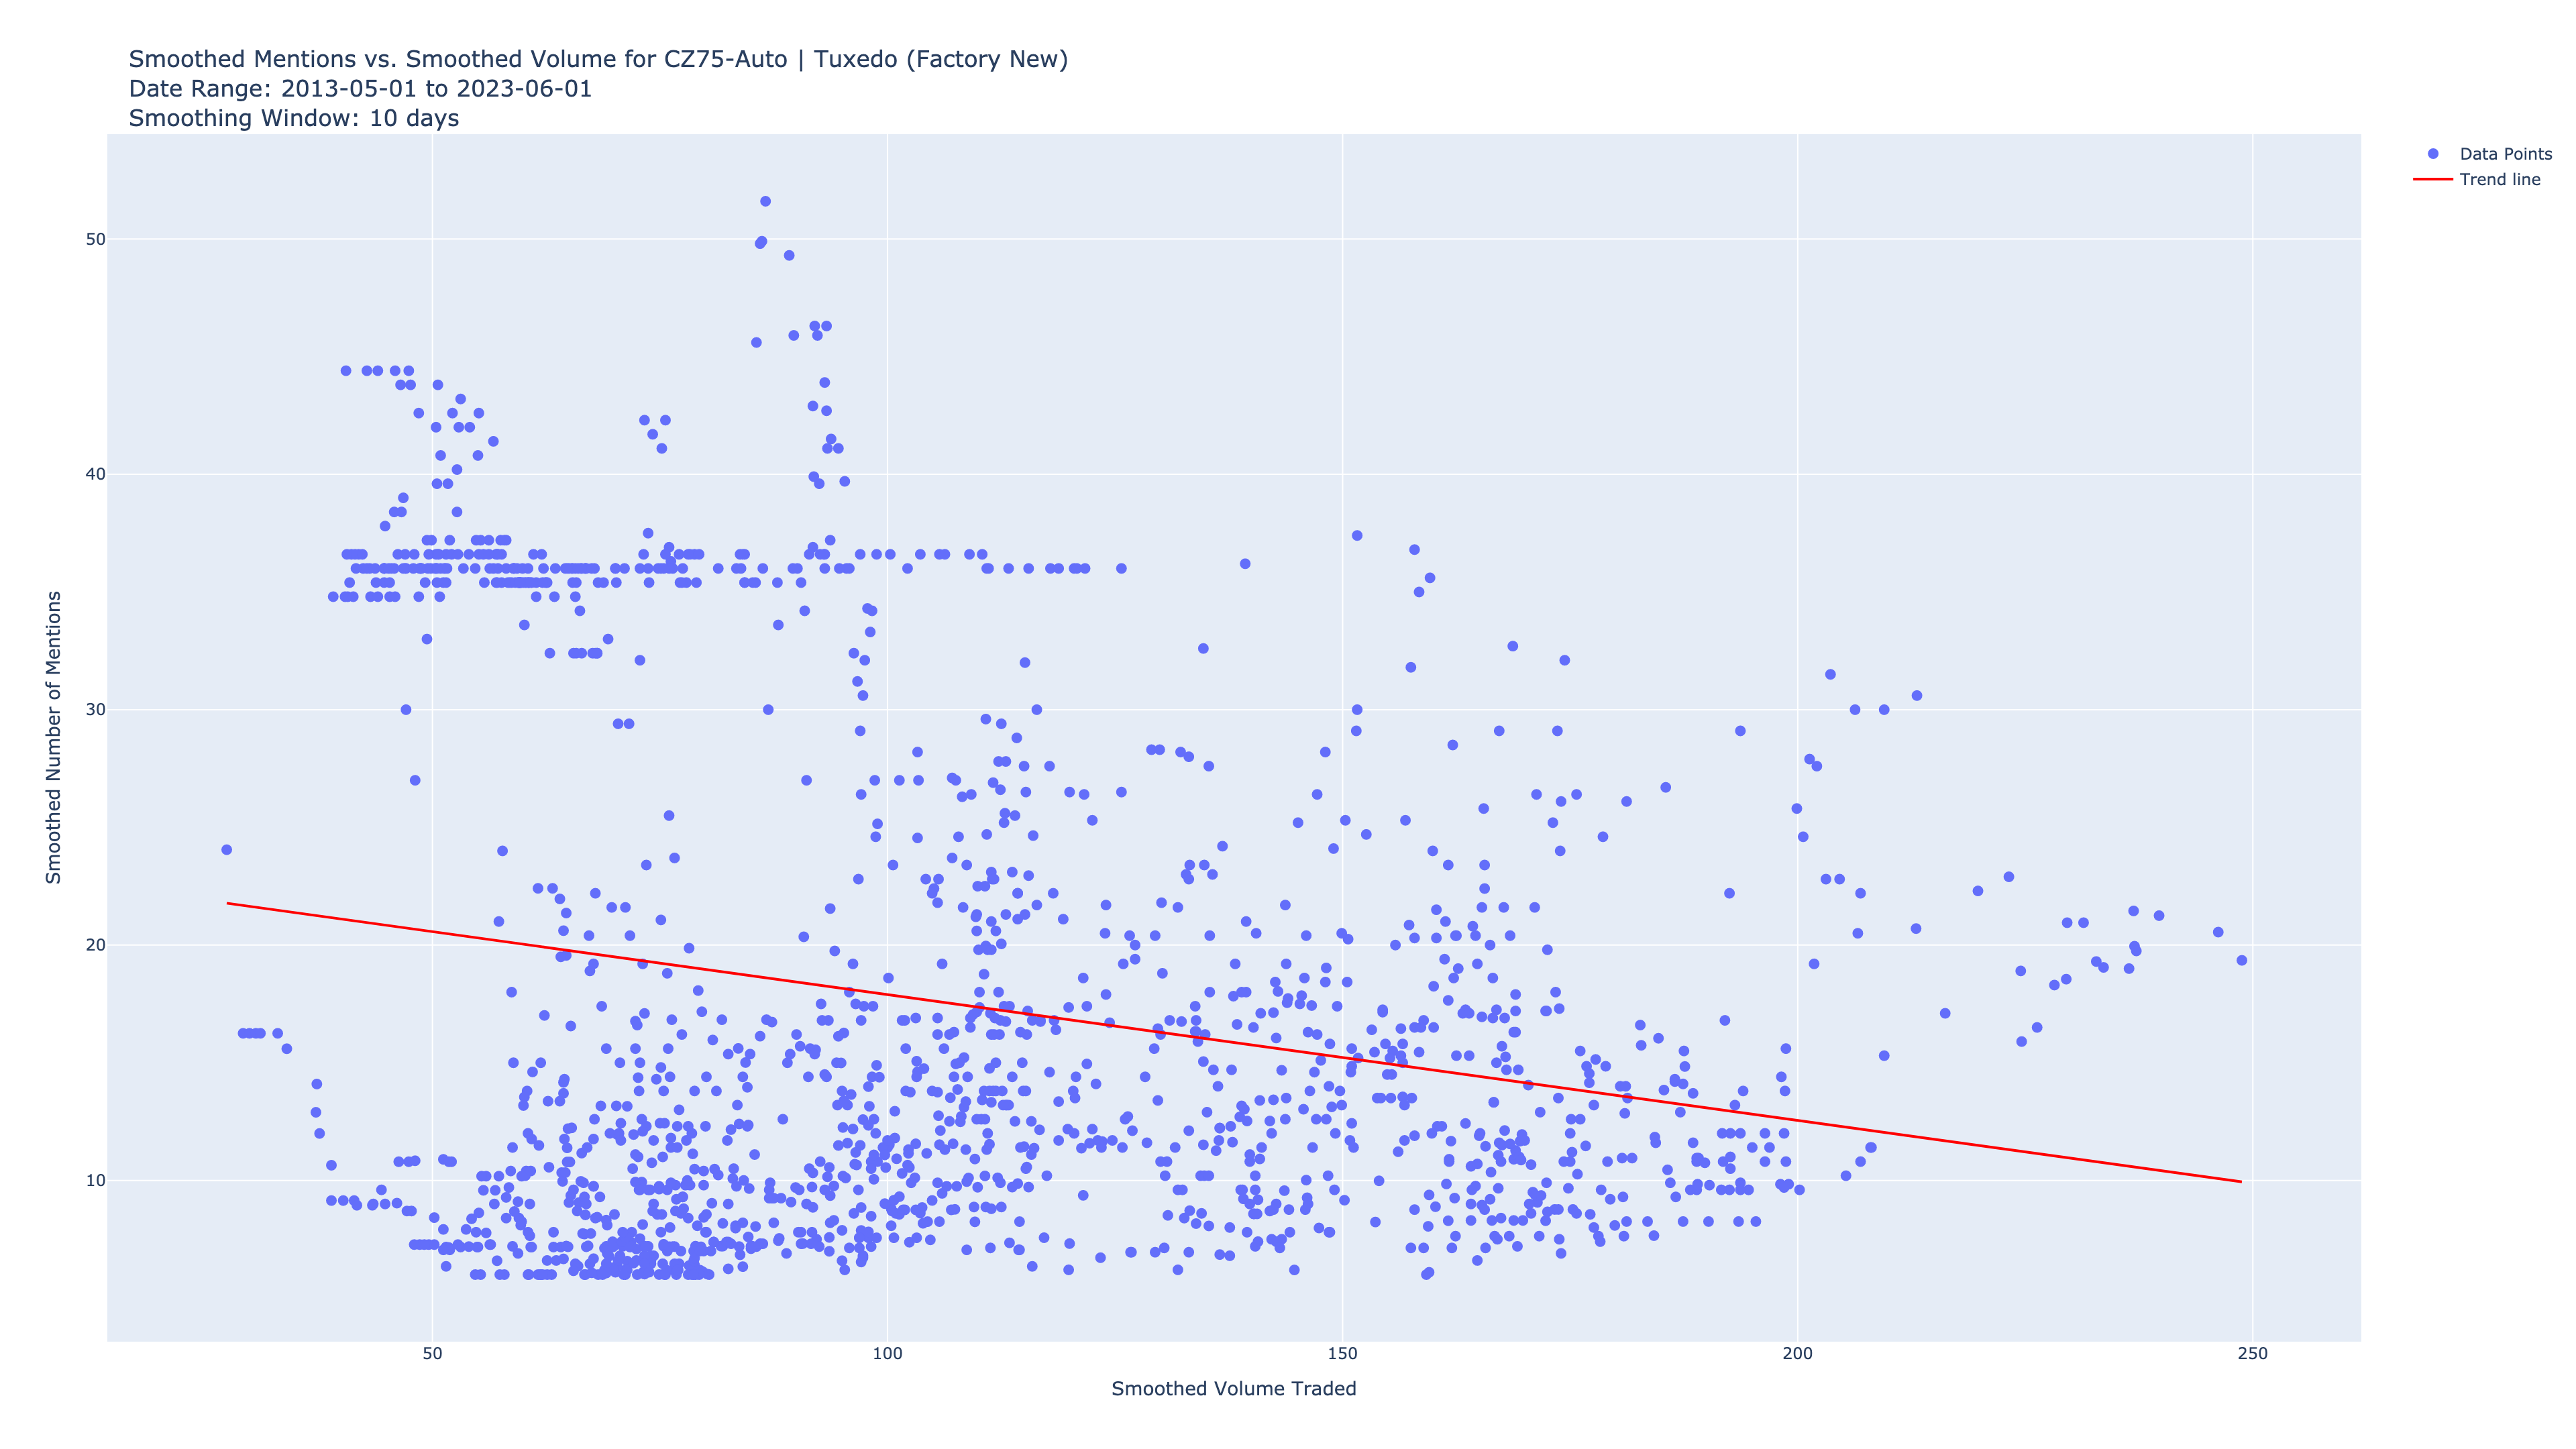 Smoothed Mentions vs. Smoothed Volume for CZ75-Auto | Tuxedo (Factory New)
Date Range: 2013-05-01 to 2023-06-01
Smoothing Window: 10 days
Data Points
Trend line
50
40
30
20
10
Smoothed Number of Mentions
50
100
150
200
250
Smoothed Volume Traded